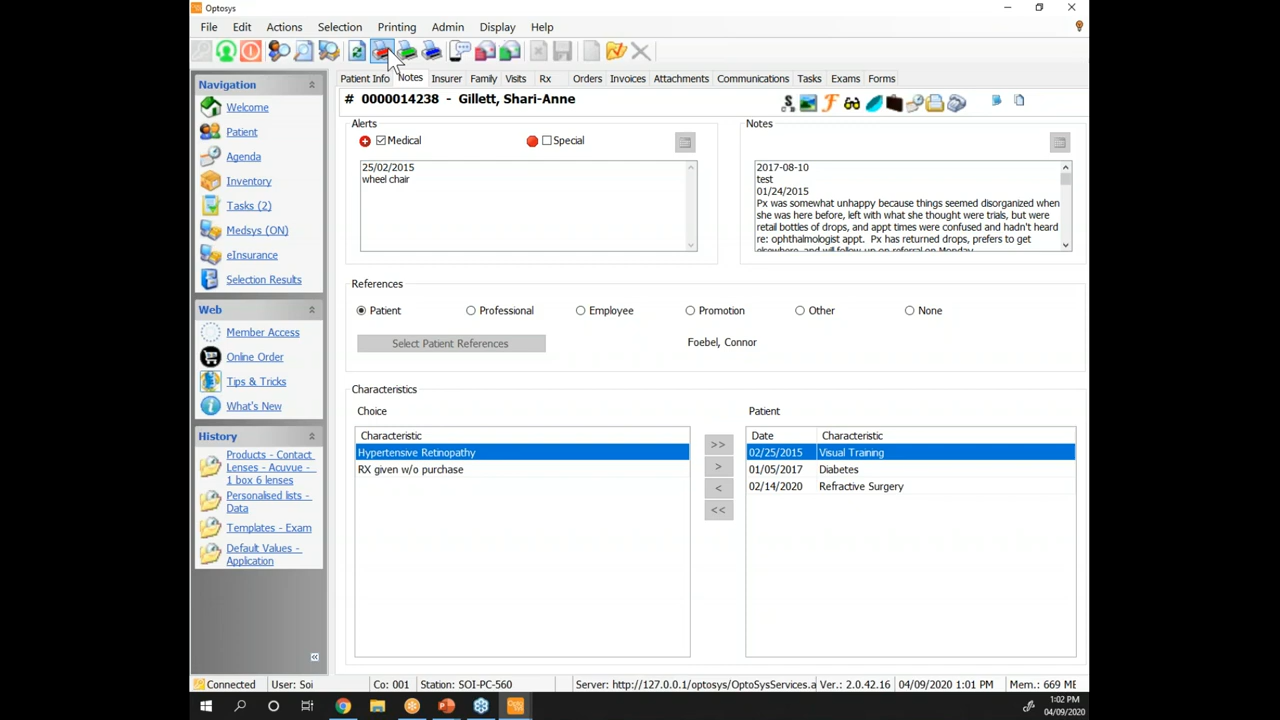 Optosys
File Edit Actions Selection Printing Admin Display Help
Navigation
Welcome
Patient
Agenda
Inventory
Tasks (2)
Medsys (ON)
eInsurance
Selection Results
Web
Member Access
Online Order
Tips & Tricks
What's New
History
Products - Contact
Lenses - Acuvue -
1 box 6 lenses
Personalised lists -
Data
Templates - Exam
Default Values -
Application
Patient Info Notes Insurer Family Visits Rx Orders Invoices Attachments Communications Tasks Exams Forms
# 0000014238 - Gillett, Shari-Anne
Alerts
Medical Special
25/02/2015
wheel chair
Notes
2017-08-10
test
01/24/2015
Px was somewhat unhappy because things seemed disorganized when
she was here before, left with what she thought were trials, but were
retail bottles of drops, and appt times were confused and hadn't heard
re: ophthalmologist appt. Px has returned drops, prefers to get
elsewhere, and will follow up on referral on Monday
References
Patient Professional Employee Promotion Other None
Select Patient References Foebel, Connor
Characteristics
Choice
Characteristic
Hypertensive Retinopathy
RX given w/o purchase
>>
>
<
<<
Patient
Date Characteristic
02/25/2015 Visual Training
01/05/2017 Diabetes
02/14/2020 Refractive Surgery
Connected User: Soi Co: 001 Station: SOI-PC-560 Server: http://127.0.0.1/optosys/OptoSysServices.a Ver.: 2.0.42.16 04/09/2020 1:01 PM Mem.: 669 ME
1:02 PM
04/09/2020